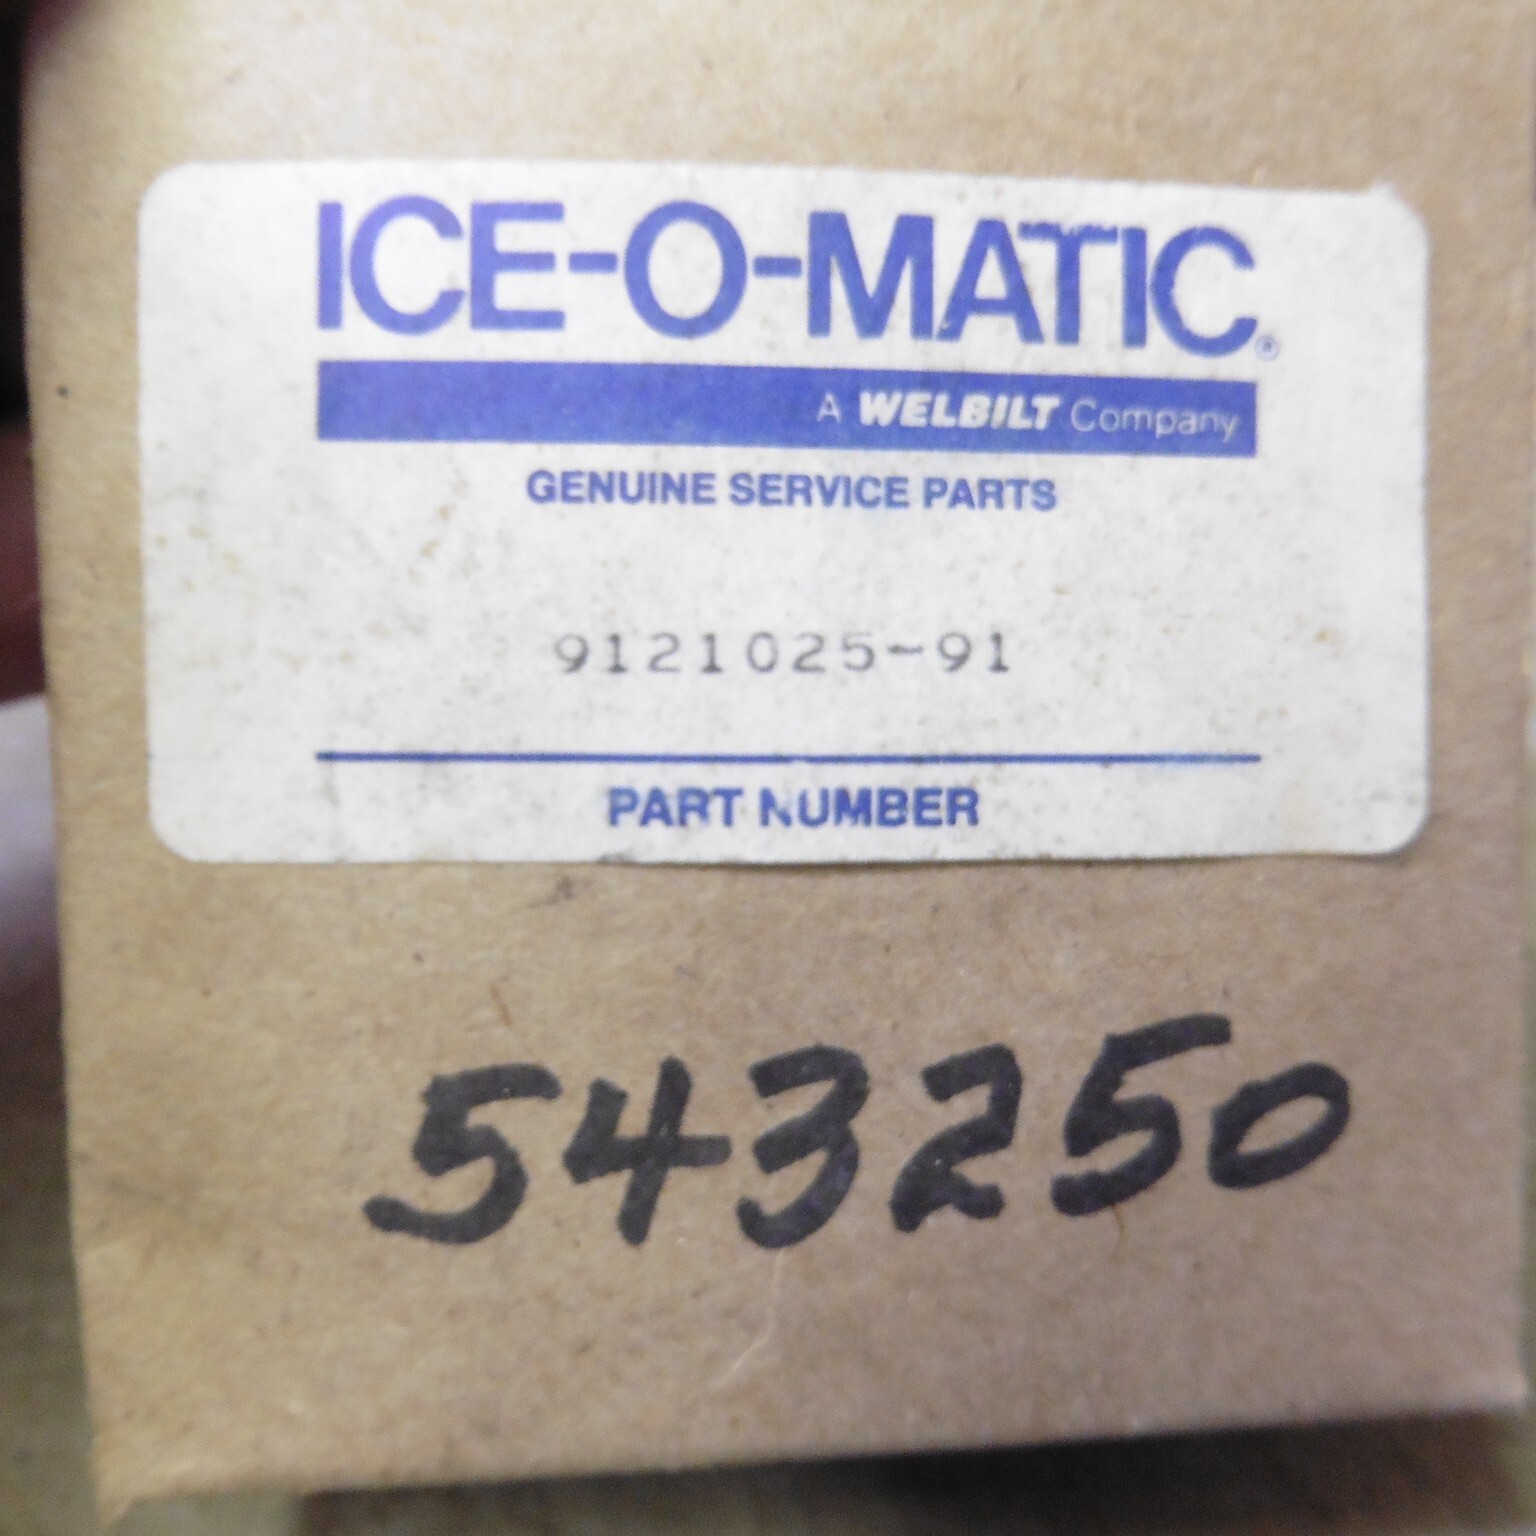 ICE-O-MATIC®
A WELBILT Company
GENUINE SERVICE PARTS
9121025-91
PART NUMBER
543250